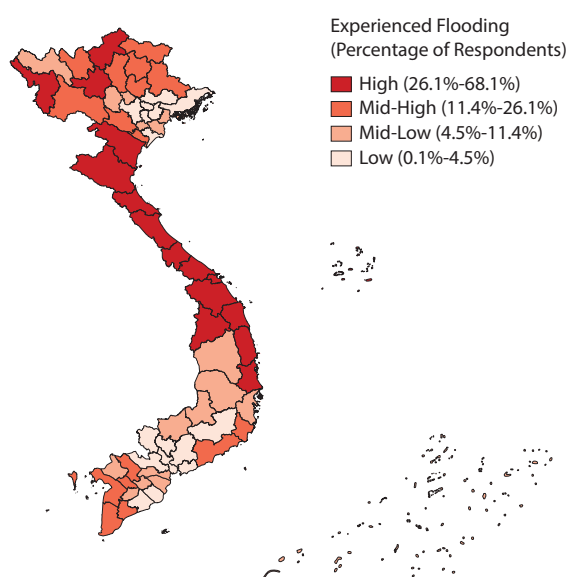 Experienced Flooding
(Percentage of Respondents)
High (26.1%-68.1%)
Mid-High (11.4%-26.1%)
Mid-Low (4.5%-11.4%)
Low (0.1%-4.5%)